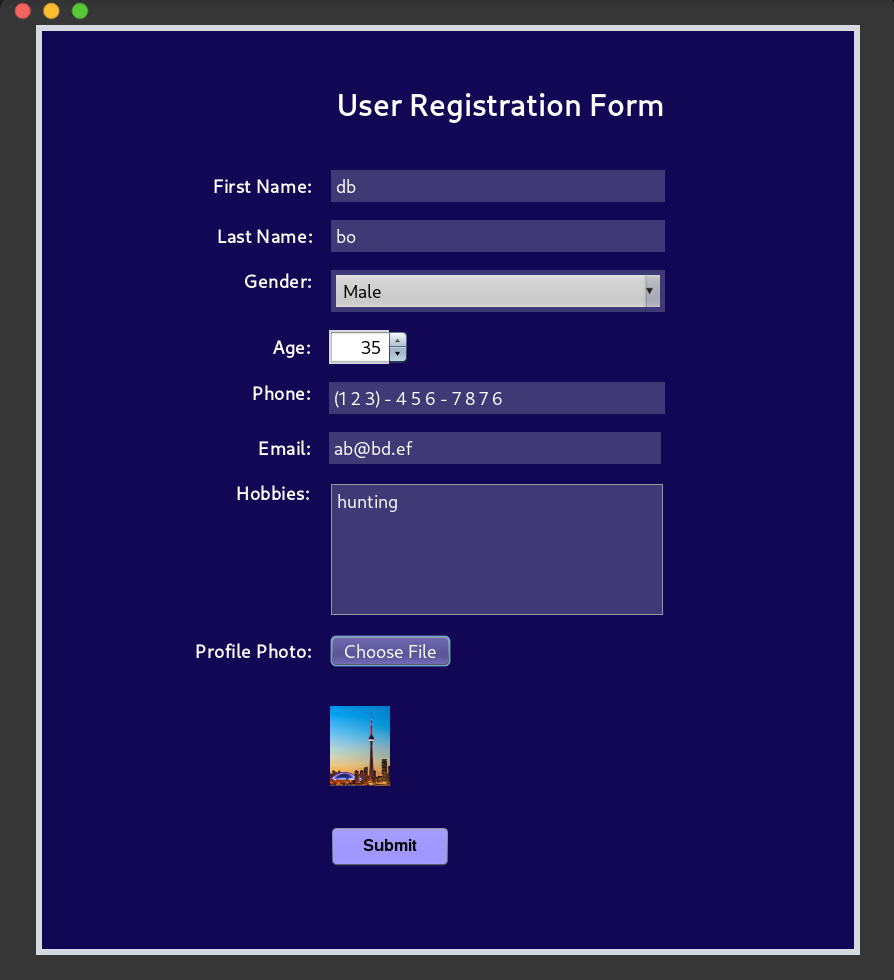 User Registration Form
First Name: db
Last Name: bo
Gender: Male
Age: 35
Phone: (1 2 3) - 4 5 6 - 7 8 7 6
Email: ab@bd.ef
Hobbies: hunting
Profile Photo: Choose File
Submit